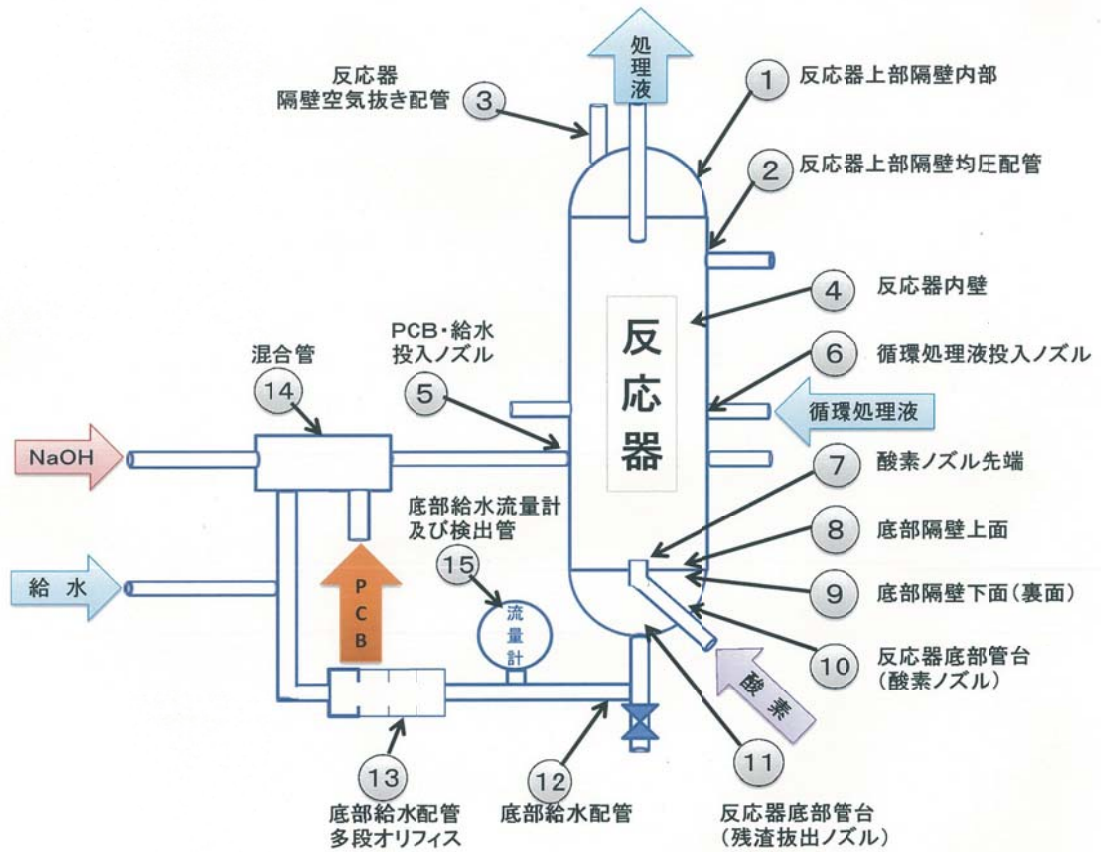 処理液
反応器
隔壁空気抜き配管
③
①
反応器上部隔壁内部
②
反応器上部隔壁均圧配管
④
反応器内壁
反応器
PCB・給水
投入ノズル
⑤
⑥
循環処理液投入ノズル
循環処理液
混合管
⑭
NaOH
⑦
酸素ノズル先端
底部給水流量計
及び検出管
⑮
⑧
底部隔壁上面
給水
PCB
流量計
⑨
底部隔壁下面(裏面)
⑩
反応器底部管台
(酸素ノズル)
酸素
⑬
底部給水配管
多段オリフィス
⑫
底部給水配管
⑪
反応器底部管台
(残渣抜出ノズル)